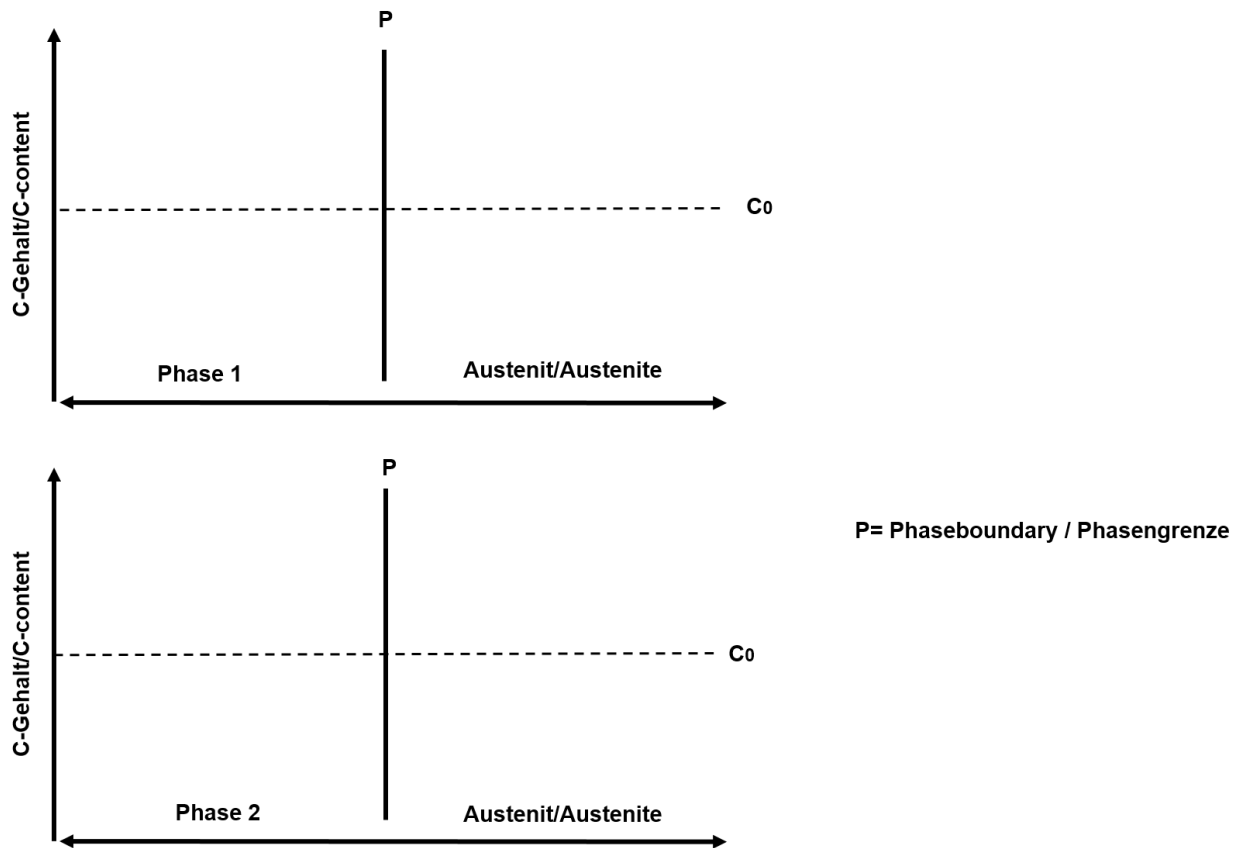 P
C-Gehalt/C-content
C0
Phase 1
Austenit/Austenite
P
P= Phaseboundary / Phasengrenze
C-Gehalt/C-content
C0
Phase 2
Austenit/Austenite